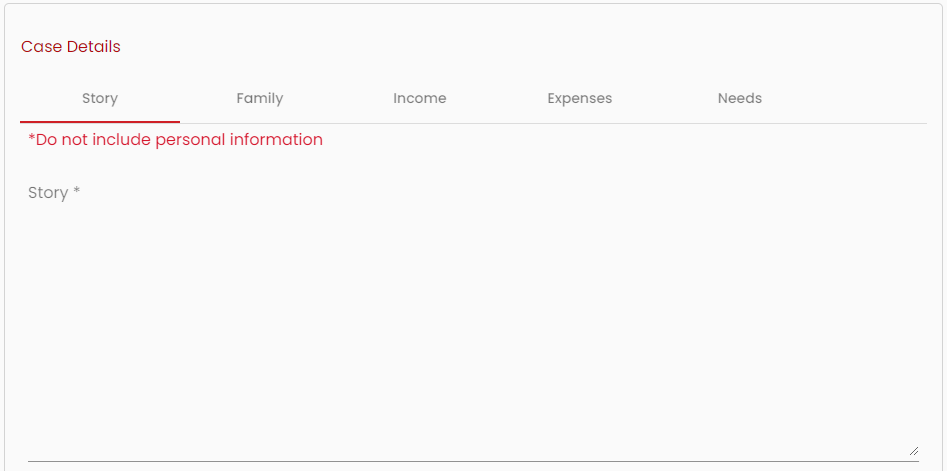 Case Details
Story Family Income Expenses Needs
*Do not include personal information
Story *